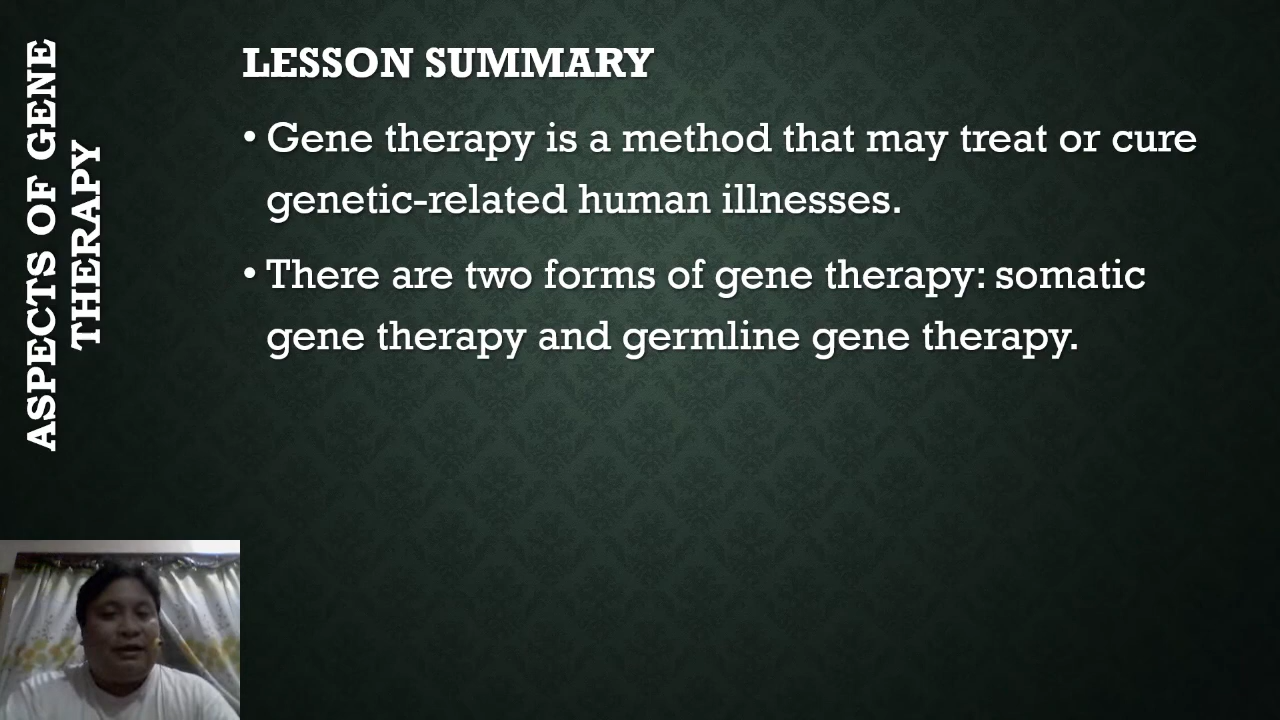 ASPECTS OF GENE
THERAPY
LESSON SUMMARY
• Gene therapy is a method that may treat or cure
genetic-related human illnesses.
• There are two forms of gene therapy: somatic
gene therapy and germline gene therapy.